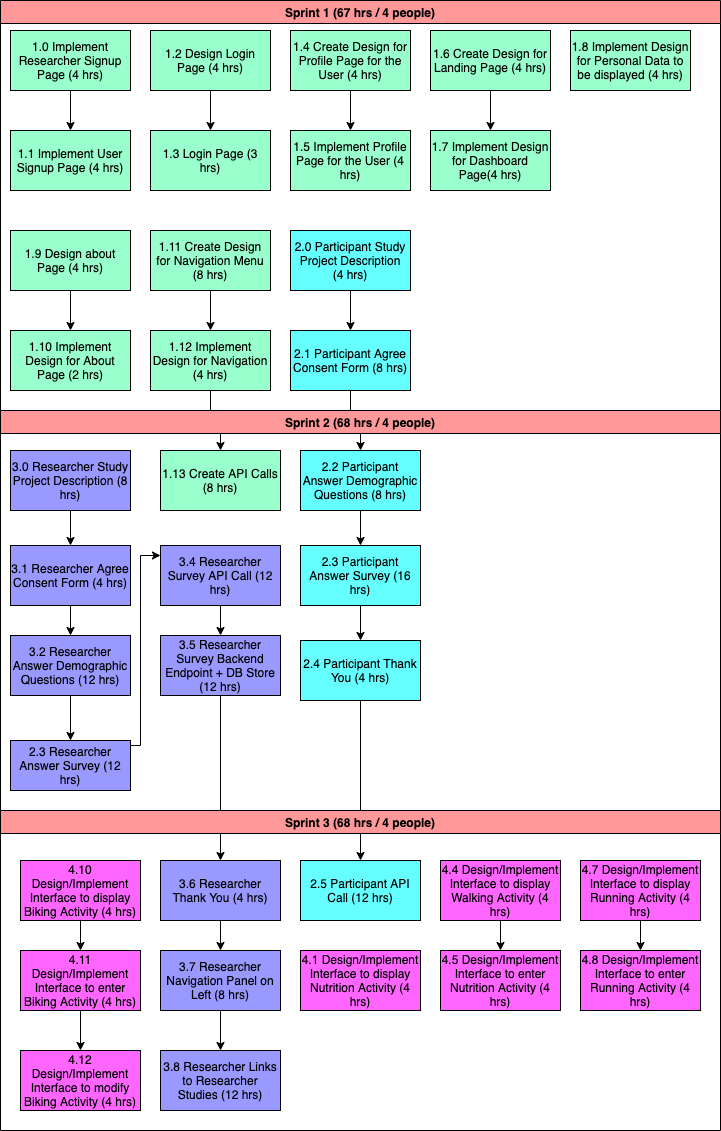 Sprint 1 (67 hrs / 4 people)
1.0 Implement
Researcher Signup
Page (4 hrs)
1.2 Design Login
Page (4 hrs)
1.4 Create Design for
Profile Page for the
User (4 hrs)
1.6 Create Design for
Landing Page (4 hrs)
1.8 Implement Design
for Personal Data to
be displayed (4 hrs)
1.1 Implement User
Signup Page (4 hrs)
1.3 Login Page (3
hrs)
1.5 Implement Profile
Page for the User (4
hrs)
1.7 Implement Design
for Dashboard
Page(4 hrs)
1.9 Design about
Page (4 hrs)
1.11 Create Design
for Navigation Menu
(8 hrs)
2.0 Participant Study
Project Description
(4 hrs)
1.10 Implement
Design for About
Page (2 hrs)
1.12 Implement
Design for Navigation
(4 hrs)
2.1 Participant Agree
Consent Form (8 hrs)
Sprint 2 (68 hrs / 4 people)
3.0 Researcher Study
Project Description (8
hrs)
1.13 Create API Calls
(8 hrs)
2.2 Participant
Answer Demographic
Questions (8 hrs)
3.1 Researcher Agree
Consent Form (4 hrs)
3.4 Researcher
Survey API Call (12
hrs)
2.3 Participant
Answer Survey (16
hrs)
3.2 Researcher
Answer Demographic
Questions (12 hrs)
3.5 Researcher
Survey Backend
Endpoint + DB Store
(12 hrs)
2.4 Participant Thank
You (4 hrs)
2.3 Researcher
Answer Survey (12
hrs)
Sprint 3 (68 hrs / 4 people)
4.10
Design/Implement
Interface to display
Biking Activity (4 hrs)
3.6 Researcher
Thank You (4 hrs)
2.5 Participant API
Call (12 hrs)
4.4 Design/Implement
Interface to display
Walking Activity (4
hrs)
4.7 Design/Implement
Interface to display
Running Activity (4
hrs)
4.11
Design/Implement
Interface to enter
Biking Activity (4 hrs)
3.7 Researcher
Navigation Panel on
Left (8 hrs)
4.1 Design/Implement
Interface to display
Nutrition Activity (4
hrs)
4.5 Design/Implement
Interface to enter
Nutrition Activity (4
hrs)
4.8 Design/Implement
Interface to enter
Running Activity (4
hrs)
4.12
Design/Implement
Interface to modify
Biking Activity (4 hrs)
3.8 Researcher Links
to Researcher
Studies (12 hrs)